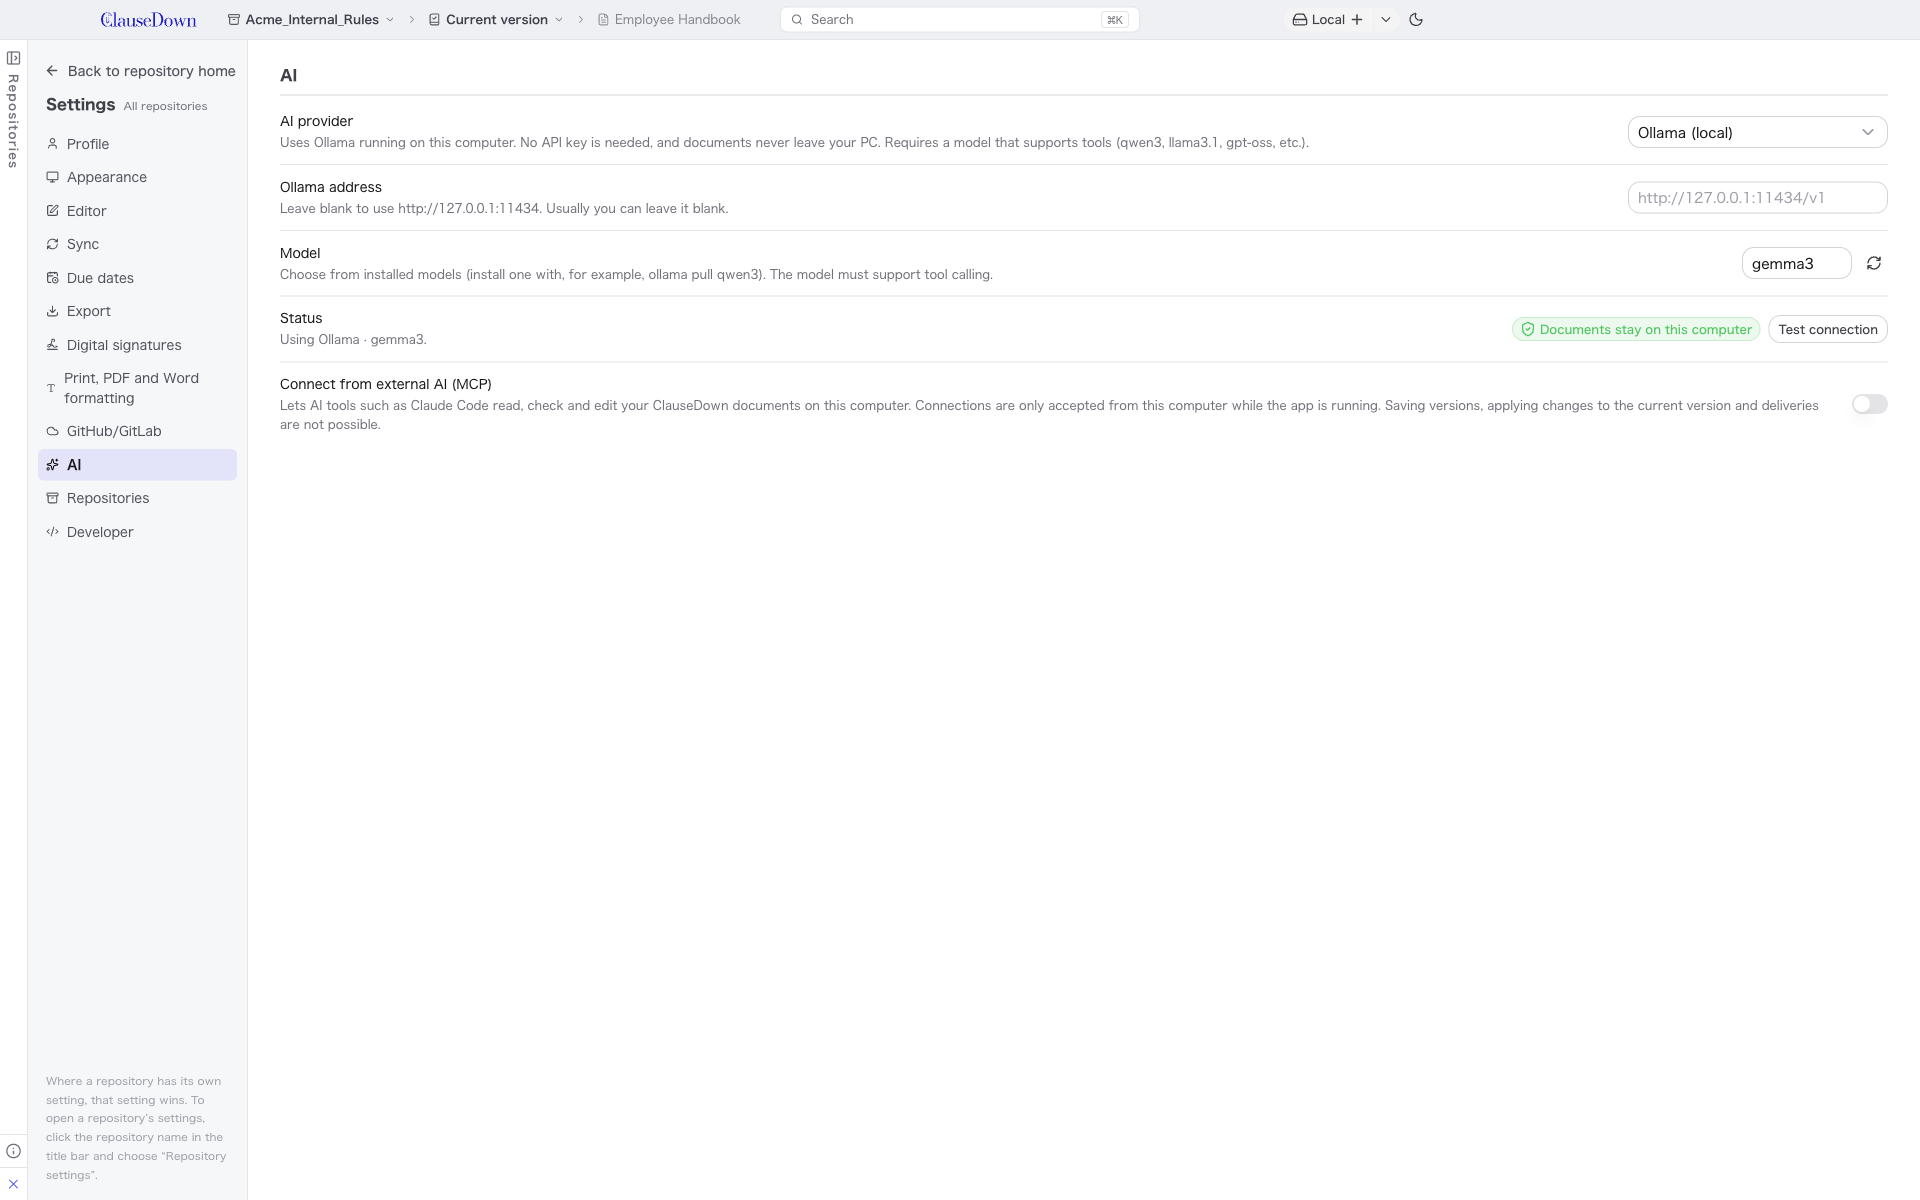 ClauseDown
Acme_Internal_Rules
Current version
Employee Handbook
Search
⌘K
Local
Repositories
Back to repository home
Settings All repositories
Profile
Appearance
Editor
Sync
Due dates
Export
Digital signatures
Print, PDF and Word
formatting
GitHub/GitLab
AI
Repositories
Developer
Where a repository has its own
setting, that setting wins. To
open a repository's settings,
click the repository name in the
title bar and choose “Repository
settings”.
AI
AI provider
Uses Ollama running on this computer. No API key is needed, and documents never leave your PC. Requires a model that supports tools (qwen3, llama3.1, gpt-oss, etc.).
Ollama (local)
Ollama address
Leave blank to use http://127.0.0.1:11434. Usually you can leave it blank.
http://127.0.0.1:11434/v1
Model
Choose from installed models (install one with, for example, ollama pull qwen3). The model must support tool calling.
gemma3
Status
Using Ollama · gemma3.
Documents stay on this computer
Test connection
Connect from external AI (MCP)
Lets AI tools such as Claude Code read, check and edit your ClauseDown documents on this computer. Connections are only accepted from this computer while the app is running. Saving versions, applying changes to the current version and deliveries
are not possible.